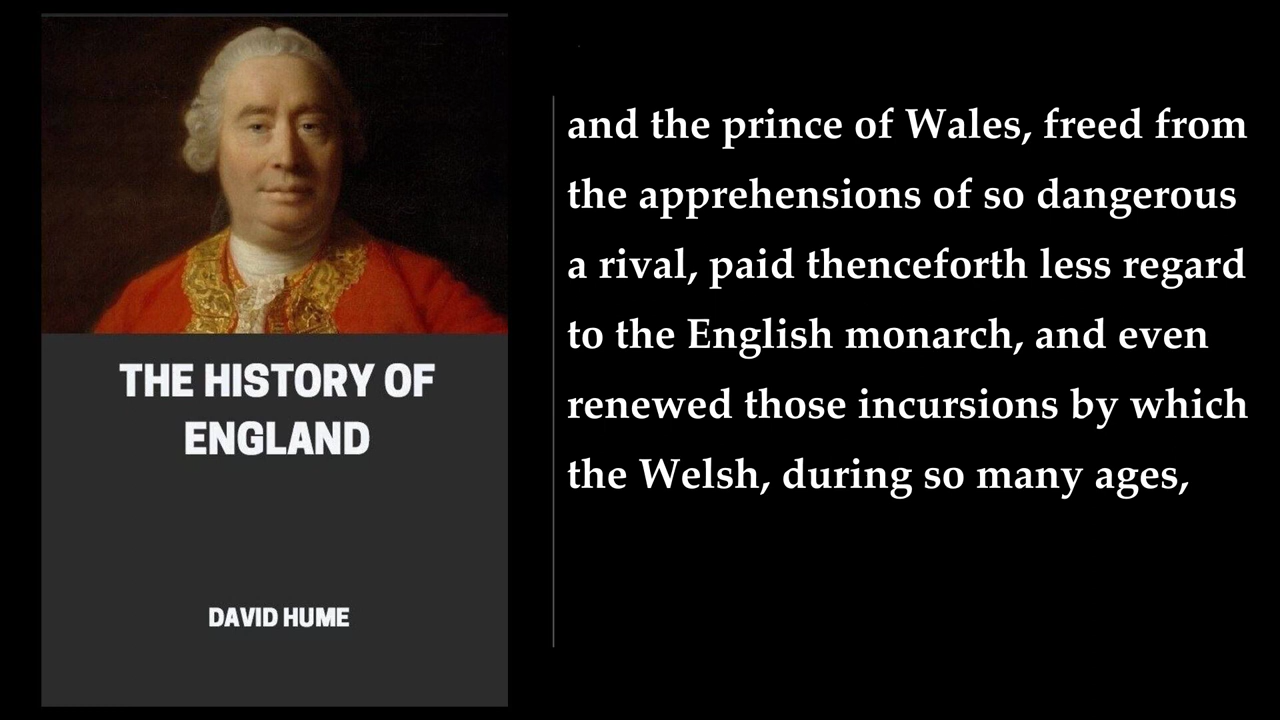 THE HISTORY OF
ENGLAND
DAVID HUME
and the prince of Wales, freed from
the apprehensions of so dangerous
a rival, paid thenceforth less regard
to the English monarch, and even
renewed those incursions by which
the Welsh, during so many ages,